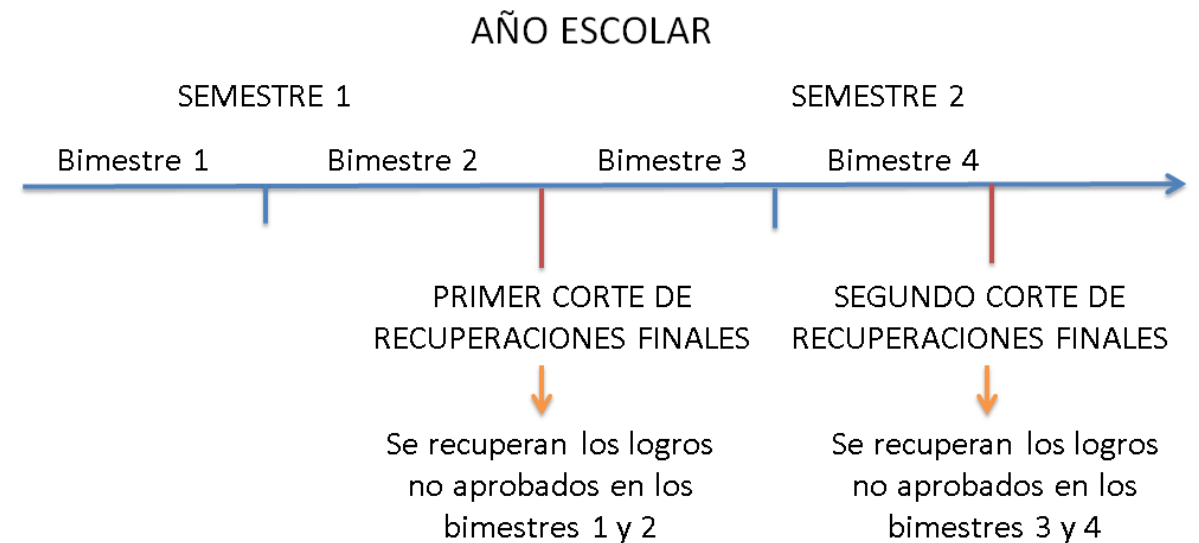 AÑO ESCOLAR
SEMESTRE 1
SEMESTRE 2
Bimestre 1
Bimestre 2
Bimestre 3
Bimestre 4
PRIMER CORTE DE
RECUPERACIONES FINALES
Se recuperan los logros
no aprobados en los
bimestres 1 y 2
SEGUNDO CORTE DE
RECUPERACIONES FINALES
Se recuperan los logros
no aprobados en los
bimestres 3 y 4